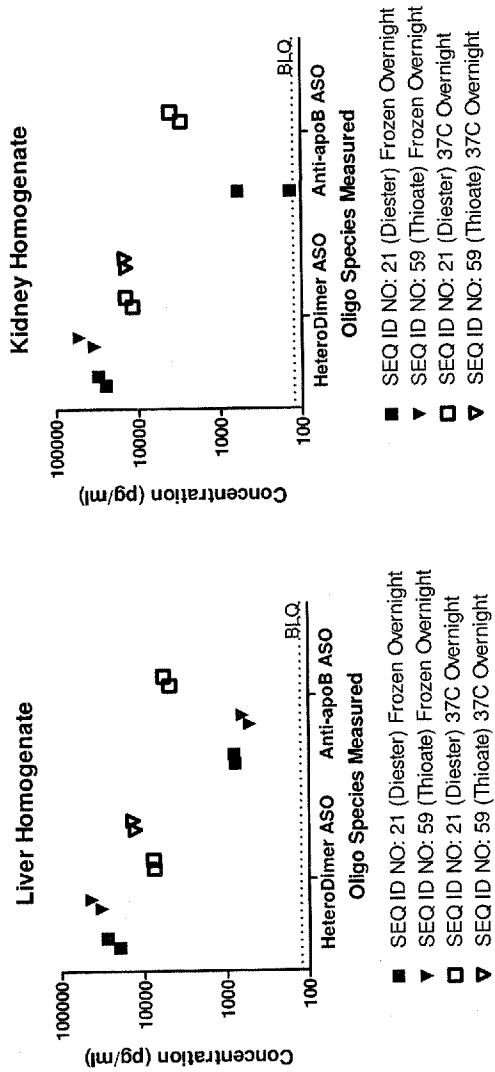 Liver Homogenate
Concentration (pg/ml)
100000
10000
1000
100
BLQ
HeteroDimer ASO
Anti-apoB ASO
Oligo Species Measured
SEQ ID NO: 21 (Diester) Frozen Overnight
SEQ ID NO: 59 (Thioate) Frozen Overnight
SEQ ID NO: 21 (Diester) 37C Overnight
SEQ ID NO: 59 (Thioate) 37C Overnight
Kidney Homogenate
Concentration (pg/ml)
100000
10000
1000
100
BLQ
HeteroDimer ASO
Anti-apoB ASO
Oligo Species Measured
SEQ ID NO: 21 (Diester) Frozen Overnight
SEQ ID NO: 59 (Thioate) Frozen Overnight
SEQ ID NO: 21 (Diester) 37C Overnight
SEQ ID NO: 59 (Thioate) 37C Overnight